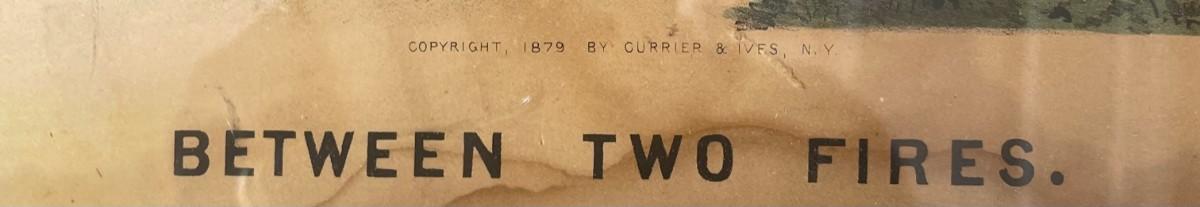 COPYRIGHT, 1879 BY CURRIER & IVES, N.Y.
BETWEEN TWO FIRES.